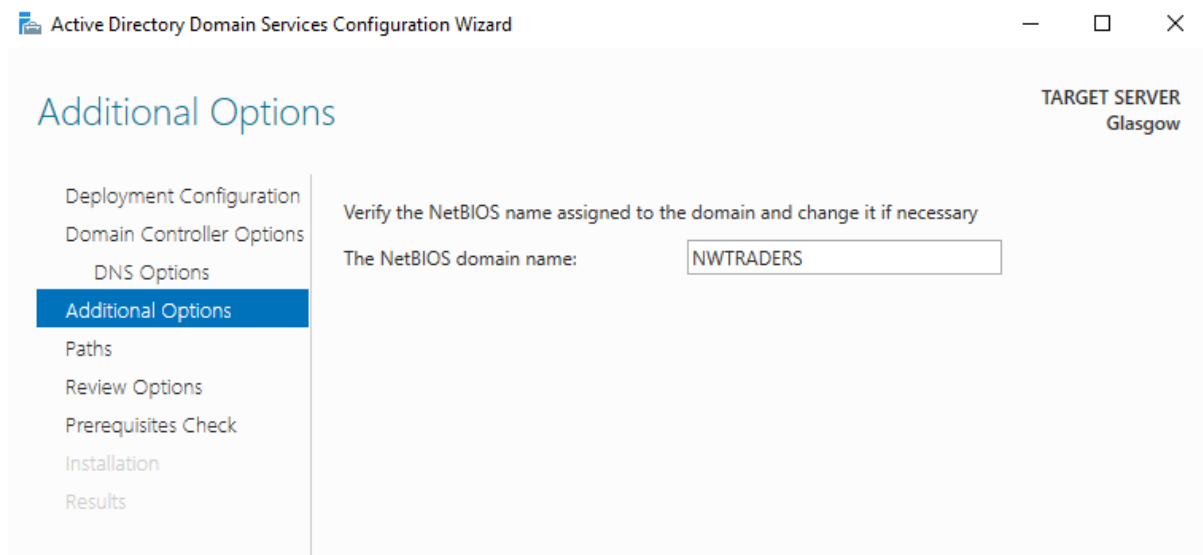 Active Directory Domain Services Configuration Wizard
Additional Options
TARGET SERVER
Glasgow
Deployment Configuration
Domain Controller Options
DNS Options
Additional Options
Paths
Review Options
Prerequisites Check
Installation
Results
Verify the NetBIOS name assigned to the domain and change it if necessary
The NetBIOS domain name: NWTRADERS